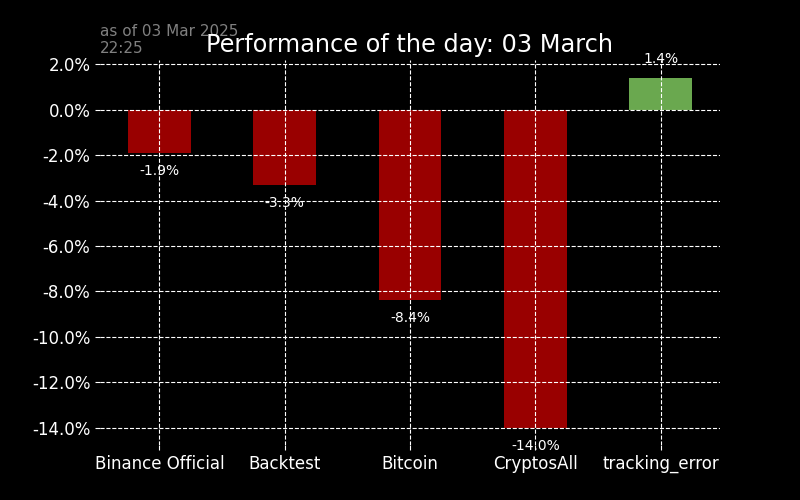 as of 03 Mar 2025
22:25
Performance of the day: 03 March
2.0%
0.0%
-2.0%
-4.0%
-6.0%
-8.0%
-10.0%
-12.0%
-14.0%
-1.9%
-3.3%
-8.4%
-14.0%
1.4%
Binance Official
Backtest
Bitcoin
CryptosAll
tracking_error